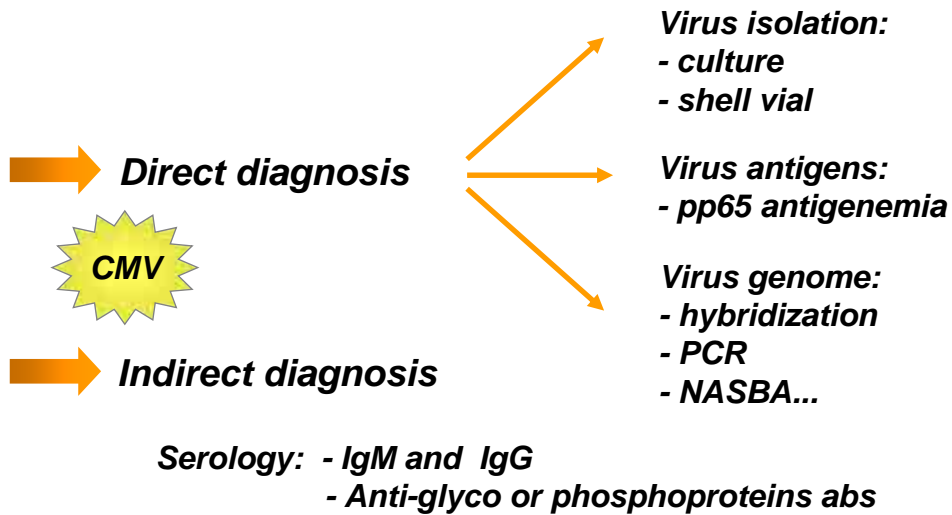 Virus isolation:
- culture
- shell vial
Direct diagnosis
Virus antigens:
- pp65 antigenemia
CMV
Virus genome:
- hybridization
- PCR
- NASBA...
Indirect diagnosis
Serology: - IgM and IgG
- Anti-glyco or phosphoproteins abs